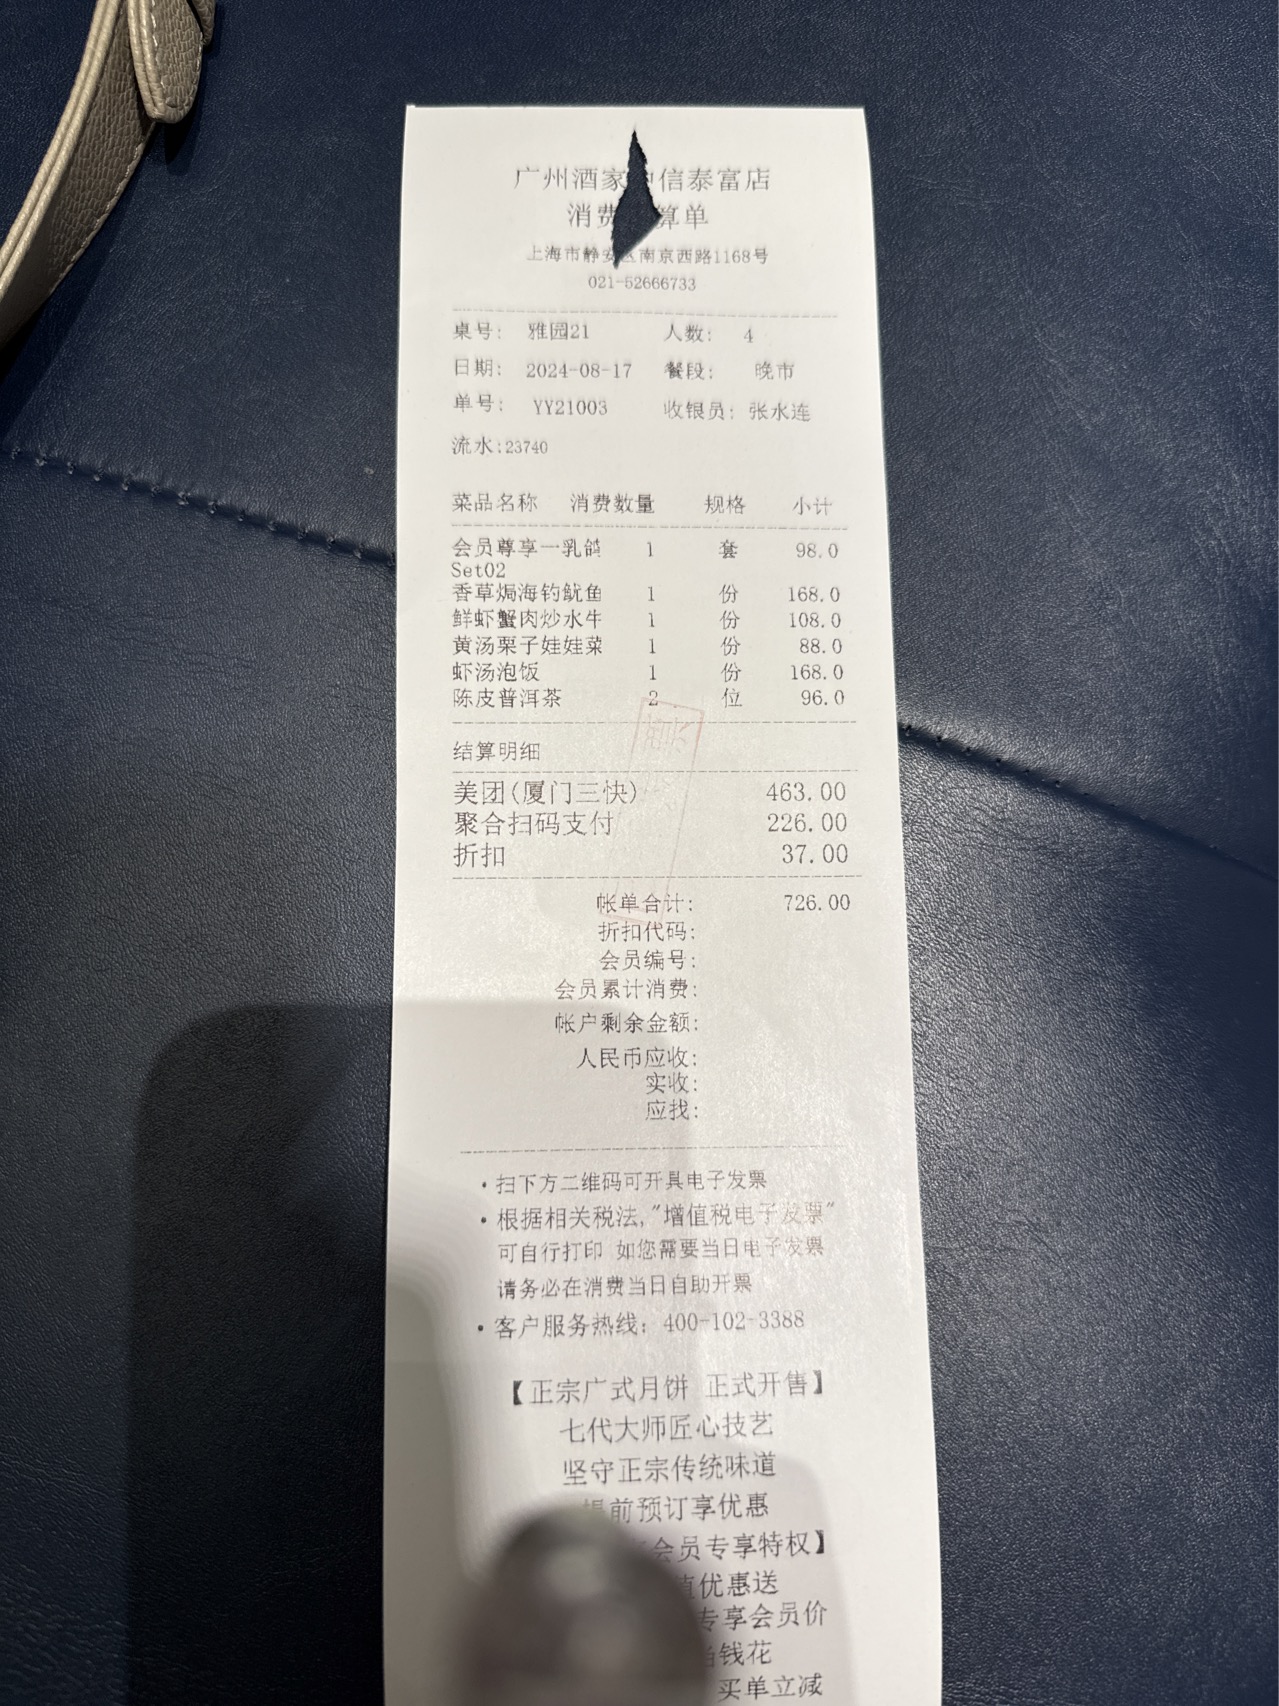 广州酒家 信泰富店
消费 算单
上海市静安区南京西路1168号
021-52666733
桌号: 雅园21 人数: 4
日期: 2024-08-17 餐段: 晚市
单号: YY21003 收银员: 张水连
流水:23740
菜品名称 消费数量 规格 小计
会员尊享一乳鸽 1 套 98.0
Set02
香草焗海钓鱿鱼 1 份 168.0
鲜虾蟹肉炒水牛 1 份 108.0
黄汤栗子娃娃菜 1 份 88.0
虾汤泡饭 1 份 168.0
陈皮普洱茶 2 位 96.0
结算明细
美团(厦门三快) 463.00
聚合扫码支付 226.00
折扣 37.00
帐单合计: 726.00
折扣代码:
会员编号:
会员累计消费:
帐户剩余金额:
人民币应收:
实收:
应找:
·扫下方二维码可开具电子发票
·根据相关税法,"增值税电子发票"
可自行打印 如您需要当日电子发票
请务必在消费当日自助开票
·客户服务热线: 400-102-3388
【正宗广式月饼 正式开售】
七代大师匠心技艺
坚守正宗传统味道
提前预订享优惠
会员专享特权】
值优惠送
专享会员价
当钱花
买单立减